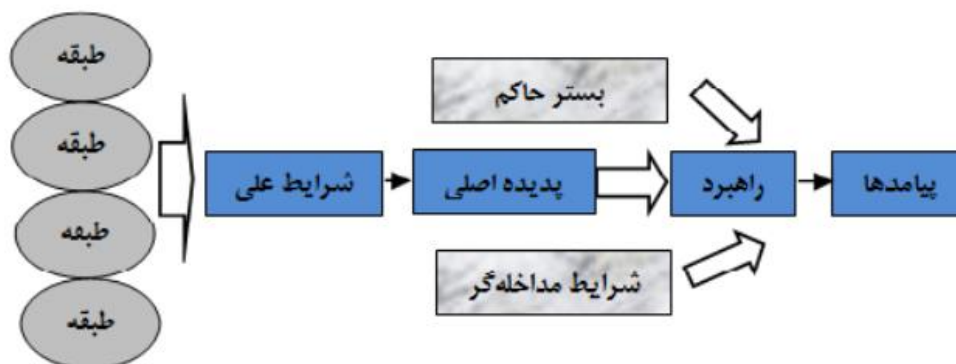 طبقه
طبقه
طبقه
طبقه
شرایط علی
پدیده اصلی
بستر حاکم
شرایط مداخله‌گر
راهبرد
پیامدها